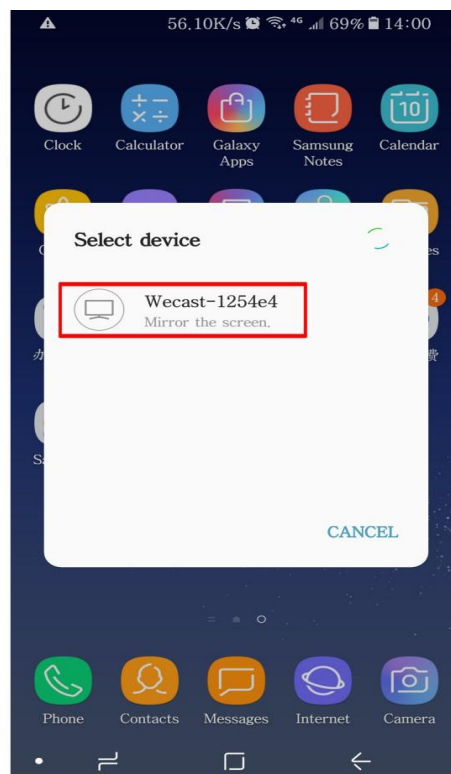 56.10K/s 4G 69% 14:00
10
Clock Calculator Galaxy Apps Samsung Notes Calendar
Select device
Wecast-1254e4
Mirror the screen.
4
CANCEL
Phone Contacts Messages Internet Camera